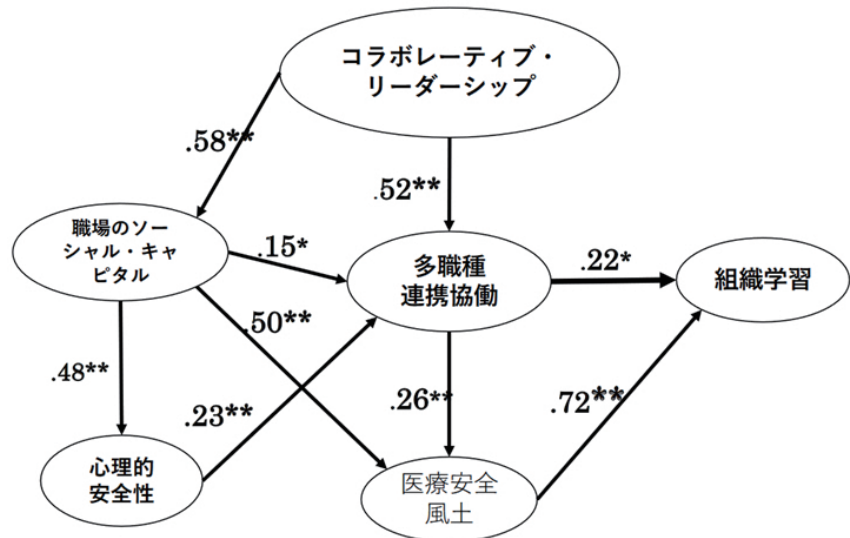 コラボレーティブ・
リーダーシップ
.58**
.52**
職場のソー
シャル・キャ
ピタル
.15*
多職種
連携協働
.22*
組織学習
.50**
.48**
.23**
.26**
.72**
心理的
安全性
医療安全
風土